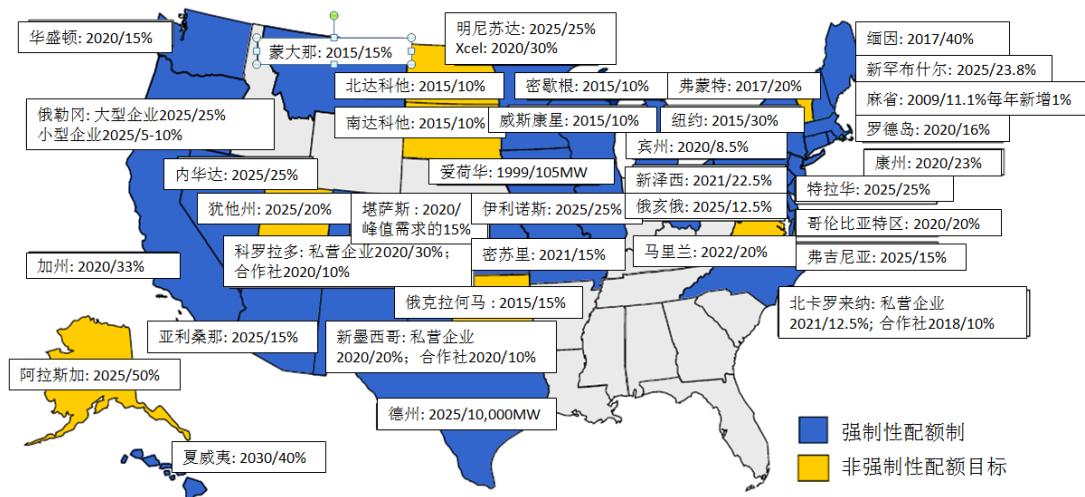 华盛顿: 2020/15%
蒙大那: 2015/15%
明尼苏达: 2025/25%
Xcel: 2020/30%
缅因: 2017/40%
新罕布什尔: 2025/23.8%
北达科他: 2015/10%
密歇根: 2015/10%
弗蒙特: 2017/20%
麻省: 2009/11.1%每年新增1%
俄勒冈: 大型企业2025/25%
小型企业2025/5-10%
南达科他: 2015/10%
威斯康星: 2015/10%
纽约: 2015/30%
罗德岛: 2020/16%
宾州: 2020/8.5%
康州: 2020/23%
内华达: 2025/25%
爱荷华: 1999/105MW
新泽西: 2021/22.5%
特拉华: 2025/25%
犹他州: 2025/20%
堪萨斯: 2020/
峰值需求的15%
伊利诺斯: 2025/25%
俄亥俄: 2025/12.5%
哥伦比亚特区: 2020/20%
科罗拉多: 私营企业2020/30%;
合作社2020/10%
密苏里: 2021/15%
马里兰: 2022/20%
弗吉尼亚: 2025/15%
加州: 2020/33%
俄克拉何马: 2015/15%
北卡罗来纳: 私营企业
2021/12.5%; 合作社2018/10%
亚利桑那: 2025/15%
新墨西哥: 私营企业
2020/20%; 合作社2020/10%
阿拉斯加: 2025/50%
德州: 2025/10,000MW
强制性配额制
夏威夷: 2030/40%
非强制性配额目标